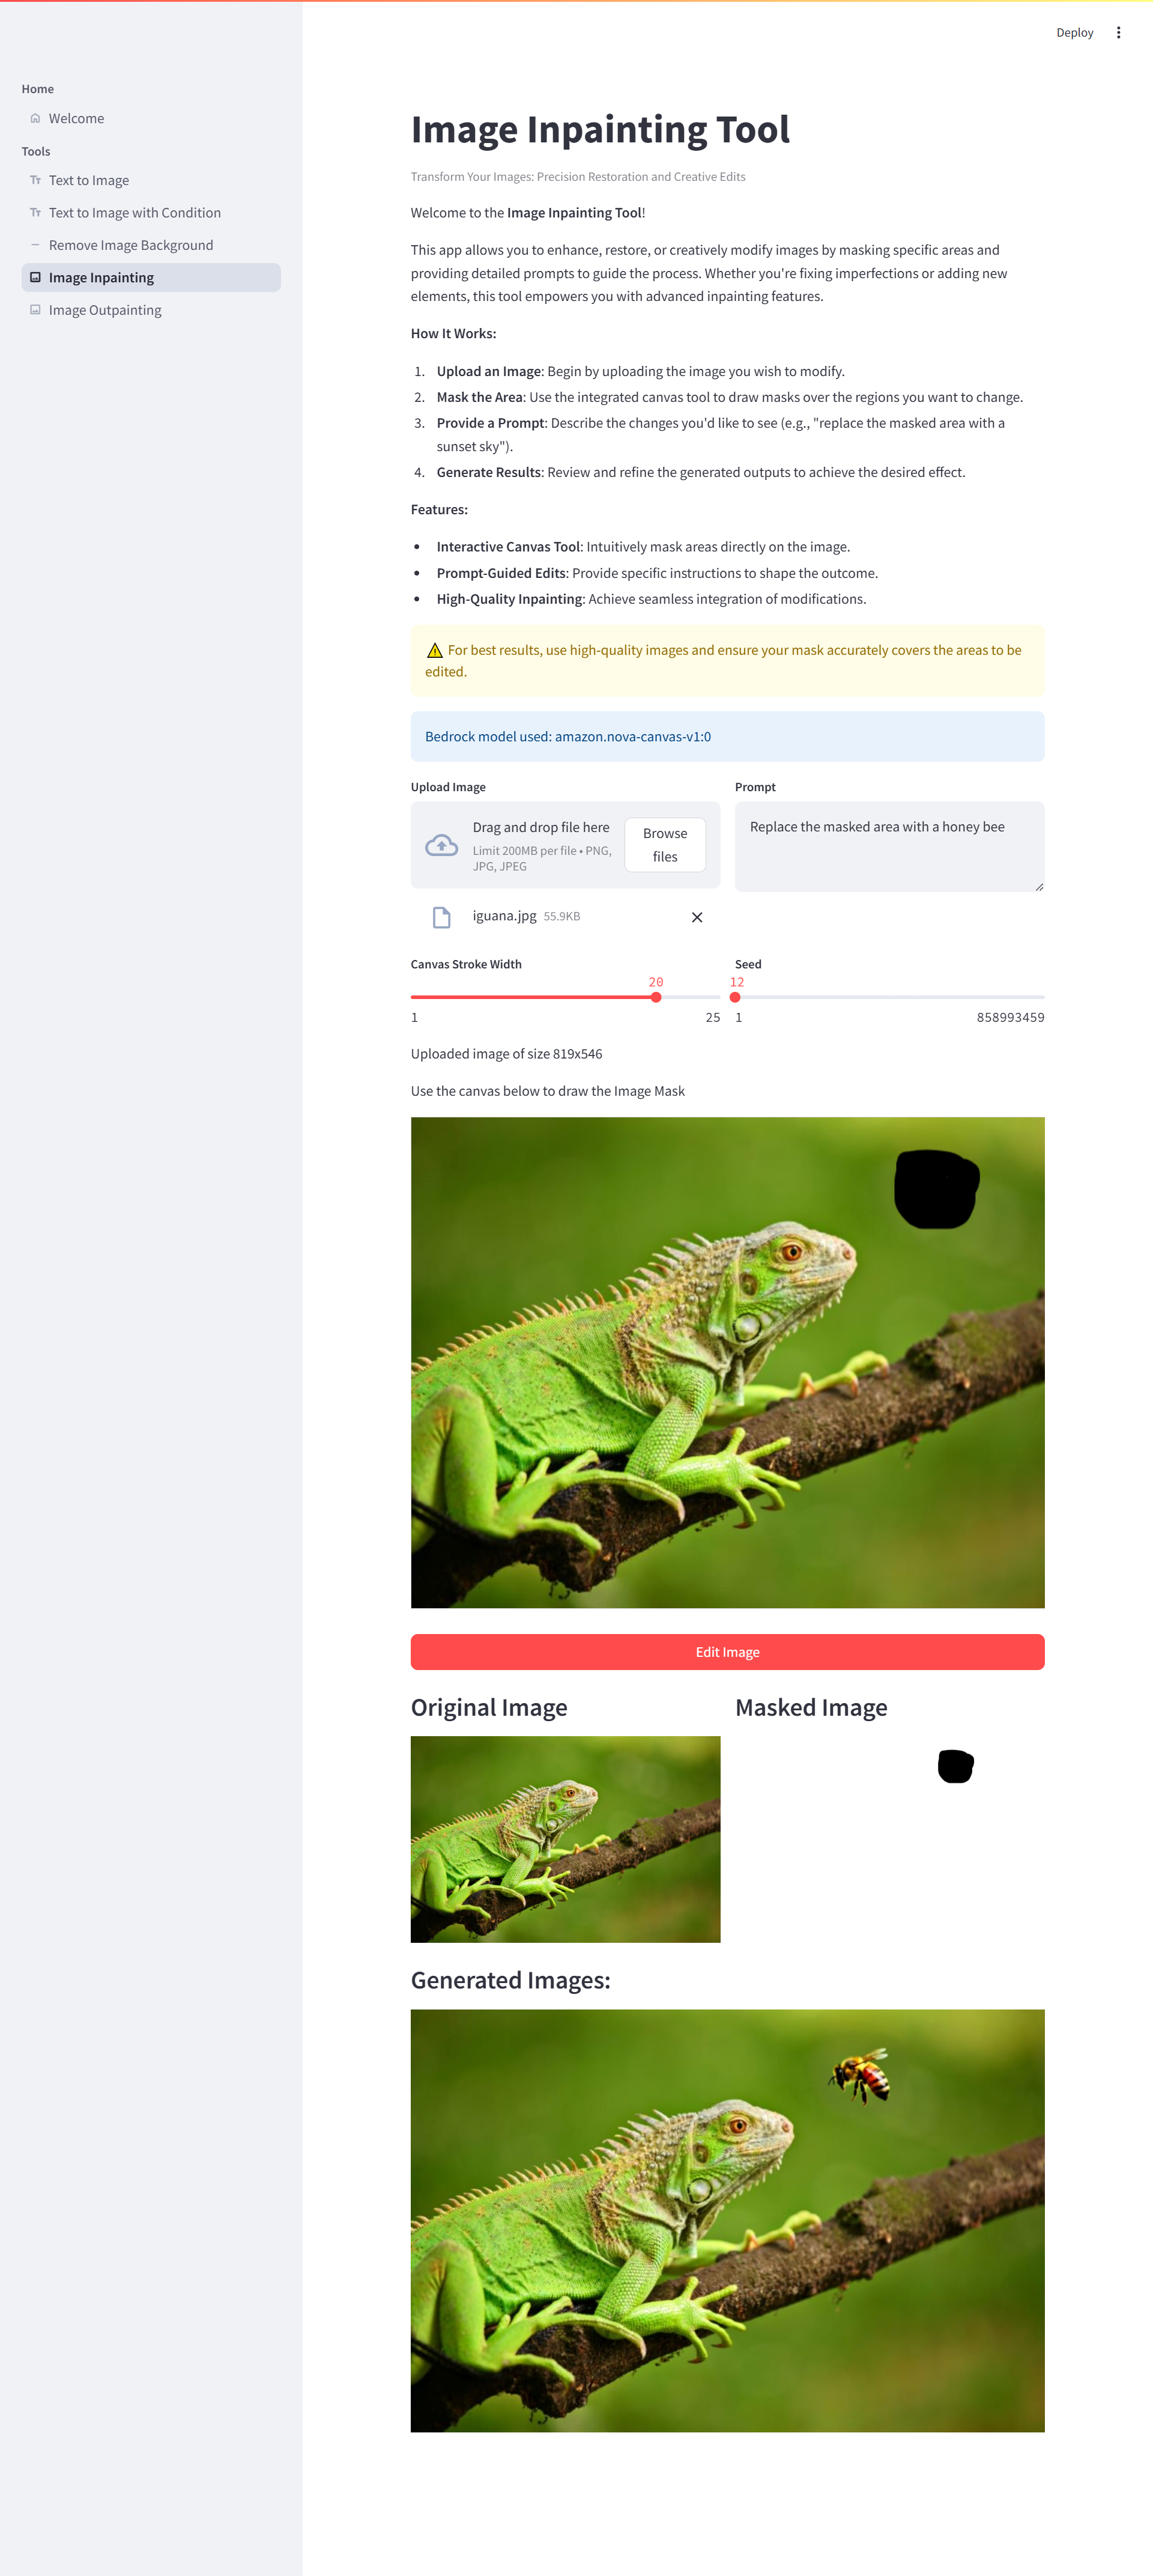 Deploy
Home
Welcome
Tools
Text to Image
Text to Image with Condition
Remove Image Background
Image Inpainting
Image Outpainting
Image Inpainting Tool
Transform Your Images: Precision Restoration and Creative Edits
Welcome to the Image Inpainting Tool!
This app allows you to enhance, restore, or creatively modify images by masking specific areas and
providing detailed prompts to guide the process. Whether you're fixing imperfections or adding new
elements, this tool empowers you with advanced inpainting features.
How It Works:
1. Upload an Image: Begin by uploading the image you wish to modify.
2. Mask the Area: Use the integrated canvas tool to draw masks over the regions you want to change.
3. Provide a Prompt: Describe the changes you'd like to see (e.g., "replace the masked area with a
sunset sky").
4. Generate Results: Review and refine the generated outputs to achieve the desired effect.
Features:
• Interactive Canvas Tool: Intuitively mask areas directly on the image.
• Prompt-Guided Edits: Provide specific instructions to shape the outcome.
• High-Quality Inpainting: Achieve seamless integration of modifications.
⚠️ For best results, use high-quality images and ensure your mask accurately covers the areas to be
edited.
Bedrock model used: amazon.nova-canvas-v1:0
Upload Image
Drag and drop file here
Limit 200MB per file • PNG,
JPG, JPEG
Browse
files
iguana.jpg 55.9KB
Prompt
Replace the masked area with a honey bee
Canvas Stroke Width
20
1 25
Seed
12
1 858993459
Uploaded image of size 819x546
Use the canvas below to draw the Image Mask
Edit Image
Original Image
Masked Image
Generated Images: